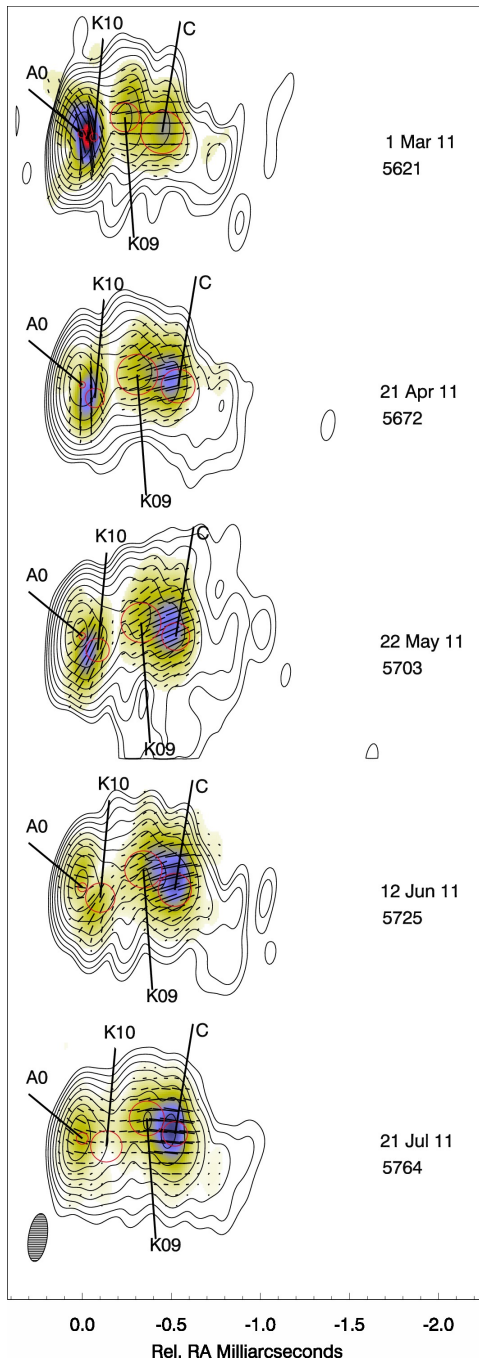 K10
C
A0
K09
1 Mar 11
5621
K10
C
A0
K09
21 Apr 11
5672
K10
C
A0
K09
22 May 11
5703
K10
C
A0
K09
12 Jun 11
5725
K10
C
A0
K09
21 Jul 11
5764
0.0 -0.5 -1.0 -1.5 -2.0
Rel. RA Milliarcseconds